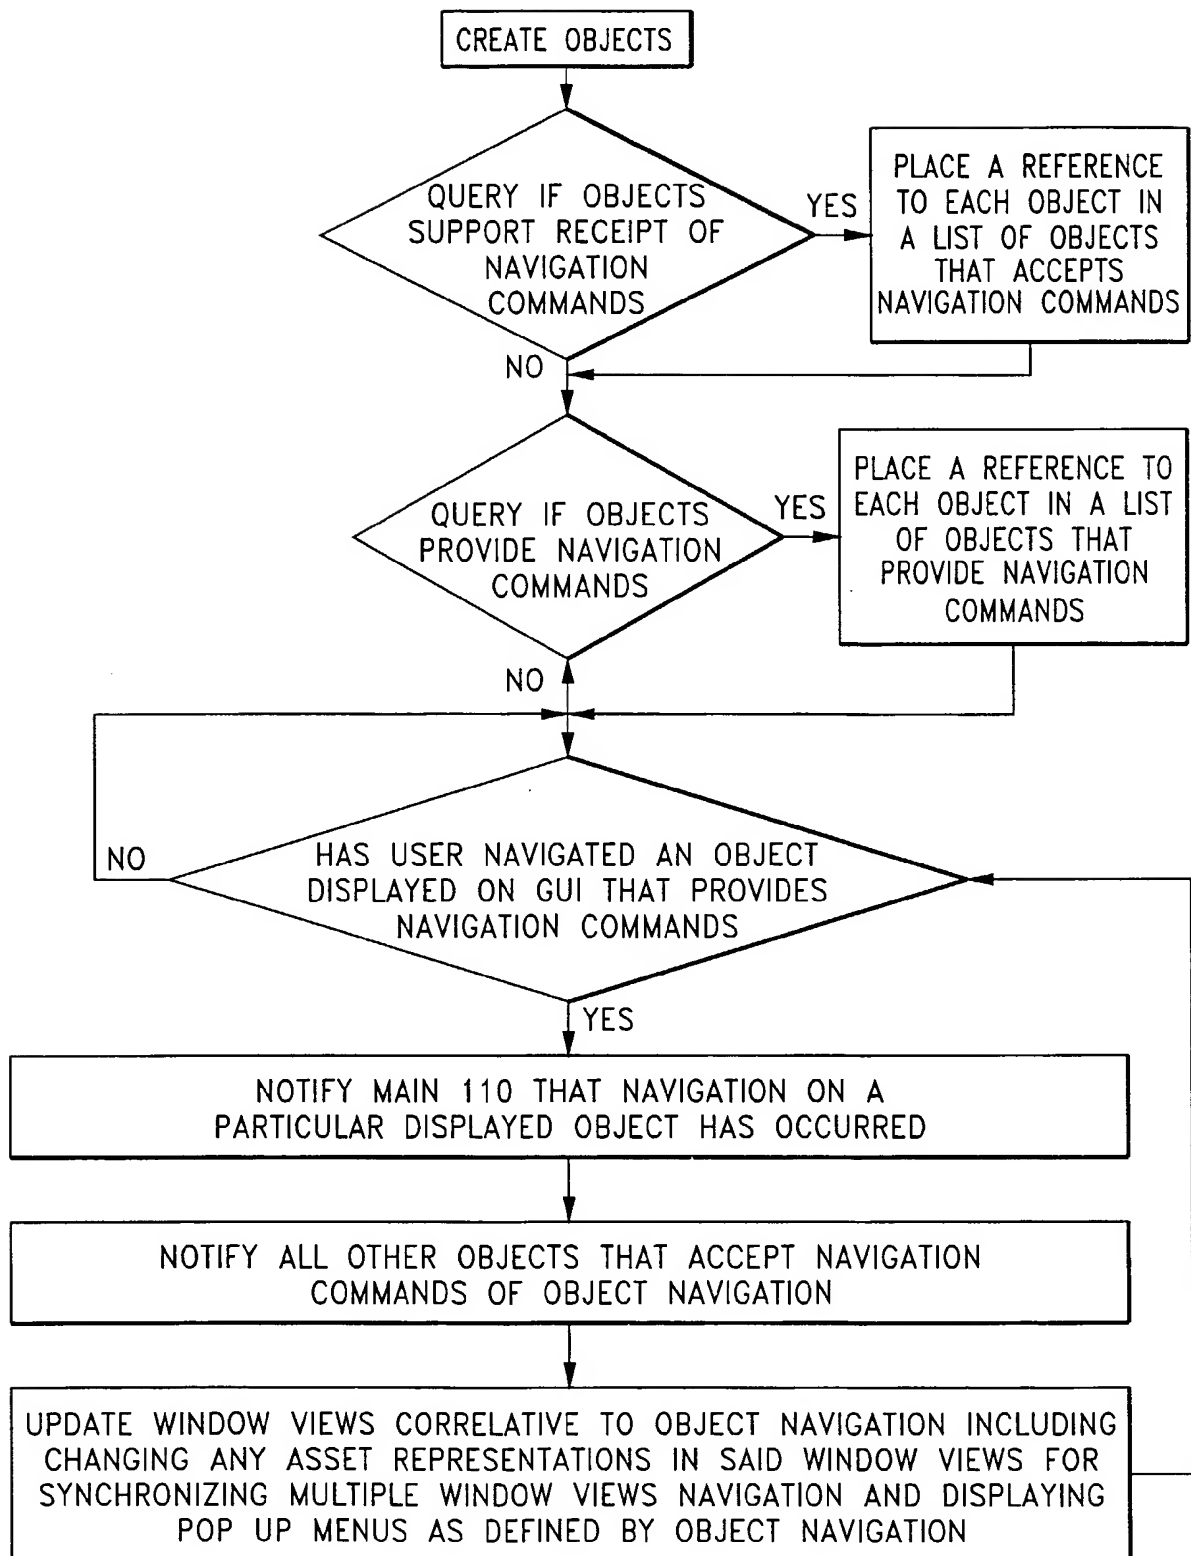 CREATE OBJECTS
QUERY IF OBJECTS
SUPPORT RECEIPT OF
NAVIGATION
COMMANDS
YES
PLACE A REFERENCE
TO EACH OBJECT IN
A LIST OF OBJECTS
THAT ACCEPTS
NAVIGATION COMMANDS
NO
QUERY IF OBJECTS
PROVIDE NAVIGATION
COMMANDS
YES
PLACE A REFERENCE TO
EACH OBJECT IN A LIST
OF OBJECTS THAT
PROVIDE NAVIGATION
COMMANDS
NO
NO
HAS USER NAVIGATED AN OBJECT
DISPLAYED ON GUI THAT PROVIDES
NAVIGATION COMMANDS
YES
NOTIFY MAIN 110 THAT NAVIGATION ON A
PARTICULAR DISPLAYED OBJECT HAS OCCURRED
NOTIFY ALL OTHER OBJECTS THAT ACCEPT NAVIGATION
COMMANDS OF OBJECT NAVIGATION
UPDATE WINDOW VIEWS CORRELATIVE TO OBJECT NAVIGATION INCLUDING
CHANGING ANY ASSET REPRESENTATIONS IN SAID WINDOW VIEWS FOR
SYNCHRONIZING MULTIPLE WINDOW VIEWS NAVIGATION AND DISPLAYING
POP UP MENUS AS DEFINED BY OBJECT NAVIGATION